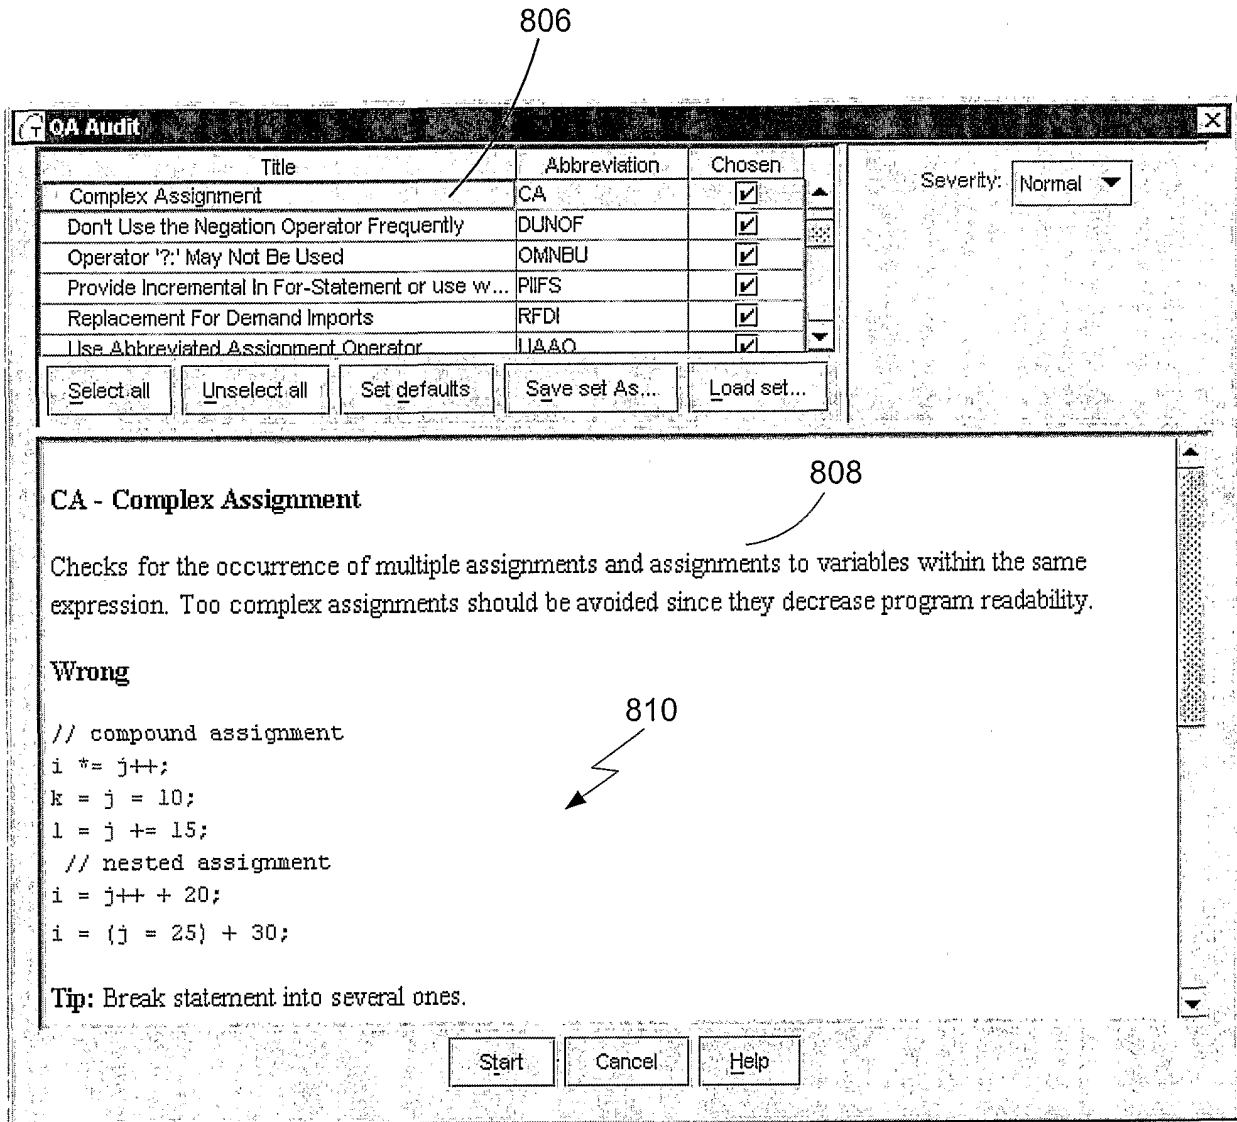 806
QA Audit
Title Abbreviation Chosen
Complex Assignment CA
Don't Use the Negation Operator Frequently DUNOF
Operator '?:' May Not Be Used OMNBU
Provide Incremental In For-Statement or use w... PIIFS
Replacement For Demand Imports RFDI
Use Abbreviated Assignment Operator UAAO
Severity: Normal
Select all Unselect all Set defaults Save set As.... Load set...
808
CA - Complex Assignment
Checks for the occurrence of multiple assignments and assignments to variables within the same
expression. Too complex assignments should be avoided since they decrease program readability.
Wrong
810
// compound assignment
i *= j++;
k = j = 10;
l = j += 15;
// nested assignment
i = j++ + 20;
i = (j = 25) + 30;
Tip: Break statement into several ones.
Start Cancel Help